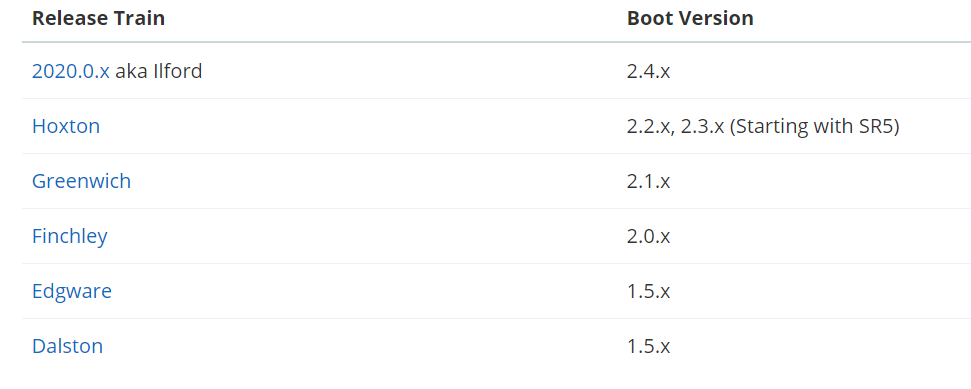 Release Train Boot Version
2020.0.x aka Ilford 2.4.x
Hoxton 2.2.x, 2.3.x (Starting with SR5)
Greenwich 2.1.x
Finchley 2.0.x
Edgware 1.5.x
Dalston 1.5.x